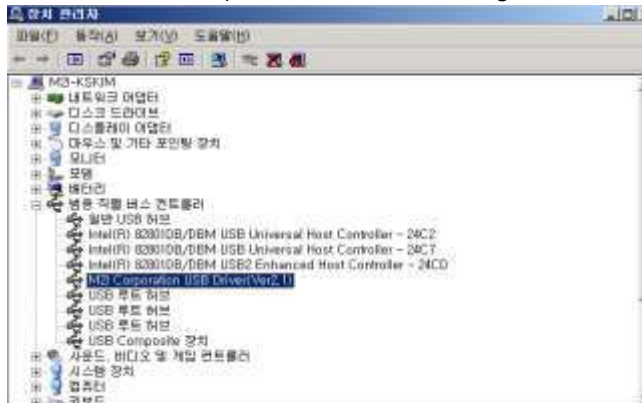 장치 관리자
파일(F) 동작(A) 보기(V) 도움말(H)
M2I-KSKIM
네트워크 어댑터
디스크 드라이브
디스플레이 어댑터
마우스 및 기타 포인팅 장치
모니터
모뎀
배터리
범용 직렬 버스 컨트롤러
일반 USB 허브
Intel(R) 82801DB/DBM USB Universal Host Controller - 24C2
Intel(R) 82801DB/DBM USB Universal Host Controller - 24C7
Intel(R) 82801DB/DBM USB2 Enhanced Host Controller - 24CD
M2I Corporation USB Driver(Ver2.1)
USB 루트 허브
USB 루트 허브
USB 루트 허브
USB Composite 장치
사운드, 비디오 및 게임 컨트롤러
시스템 장치
컴퓨터
키보드